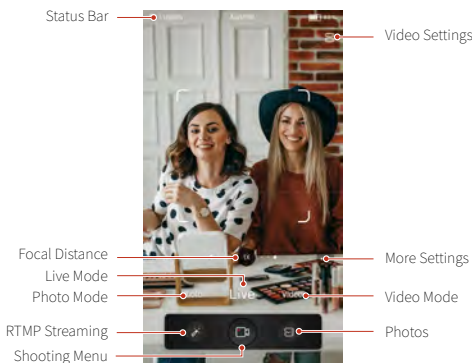 Status Bar
Video Settings
Focal Distance
More Settings
Live Mode
Live
Photo Mode
Video
Video Mode
RTMP Streaming
Photos
Shooting Menu